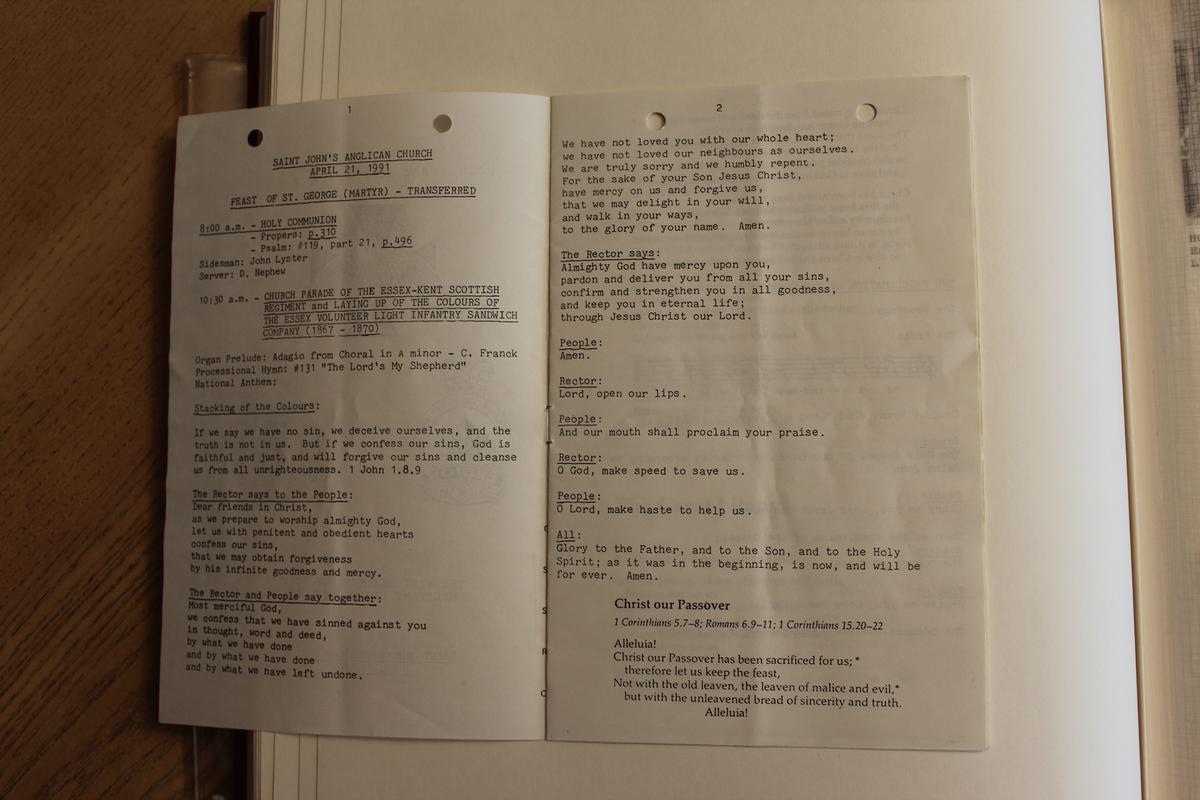 1
SAINT JOHN'S ANGLICAN CHURCH
APRIL 21, 1991
FEAST OF ST. GEORGE (MARTYR) - TRANSFERRED
8:00 a.m. - HOLY COMMUNION
- Propers: p.310
- Psalm: #119, part 21, p.496
Sidesman: John Lyster
Server: D. Nephew
10:30 a.m. - CHURCH PARADE OF THE ESSEX-KENT SCOTTISH
REGIMENT and LAYING UP OF THE COLOURS OF
THE ESSEX VOLUNTEER LIGHT INFANTRY SANDWICH
COMPANY (1867 - 1870)
Organ Prelude: Adagio from Choral in A minor - C. Franck
Processional Hymn: #131 "The Lord's My Shepherd"
National Anthem:
Stacking of the Colours:
If we say we have no sin, we deceive ourselves, and the
truth is not in us. But if we confess our sins, God is
faithful and just, and will forgive our sins and cleanse
us from all unrighteousness. 1 John 1.8.9
The Rector says to the People:
Dear friends in Christ,
as we prepare to worship almighty God,
let us with penitent and obedient hearts
confess our sins,
that we may obtain forgiveness
by his infinite goodness and mercy.
The Rector and People say together:
Most merciful God,
we confess that we have sinned against you
in thought, word and deed,
by what we have done
and by what we have done
and by what we have left undone.
2
We have not loved you with our whole heart;
we have not loved our neighbours as ourselves.
We are truly sorry and we humbly repent.
For the sake of your Son Jesus Christ,
have mercy on us and forgive us,
that we may delight in your will,
and walk in your ways,
to the glory of your name. Amen.
The Rector says:
Almighty God have mercy upon you,
pardon and deliver you from all your sins,
confirm and strengthen you in all goodness,
and keep you in eternal life;
through Jesus Christ our Lord.
People:
Amen.
Rector:
Lord, open our lips.
People:
And our mouth shall proclaim your praise.
Rector:
O God, make speed to save us.
People:
O Lord, make haste to help us.
All:
Glory to the Father, and to the Son, and to the Holy
Spirit; as it was in the beginning, is now, and will be
for ever. Amen.
Christ our Passover
1 Corinthians 5.7–8; Romans 6.9–11; 1 Corinthians 15.20–22
Alleluia!
Christ our Passover has been sacrificed for us; *
therefore let us keep the feast,
Not with the old leaven, the leaven of malice and evil,*
but with the unleavened bread of sincerity and truth.
Alleluia!